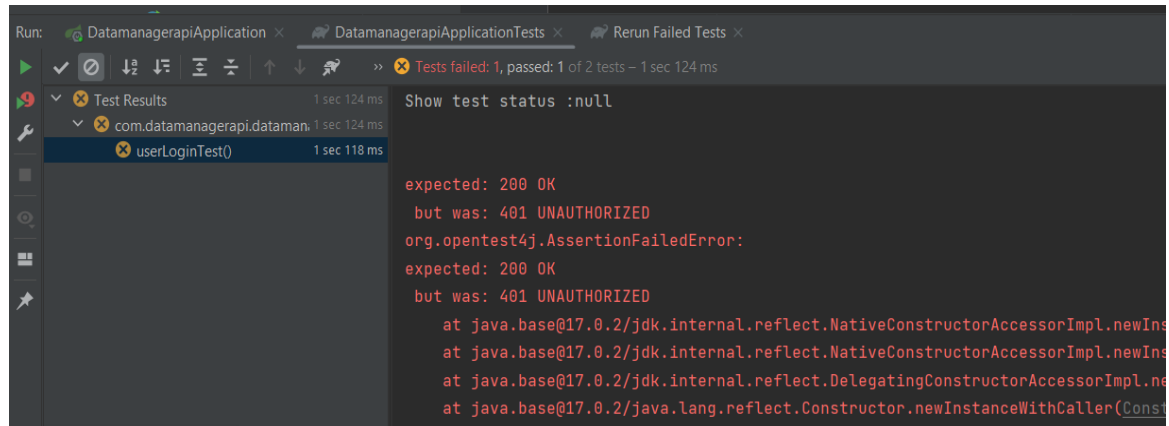 Run: DatamanagerapiApplication × DatamanagerapiApplicationTests × Rerun Failed Tests ×
» Tests failed: 1, passed: 1 of 2 tests – 1 sec 124 ms
Test Results 1 sec 124 ms
com.datamanagerapi.dataman 1 sec 124 ms
userLoginTest() 1 sec 118 ms
Show test status :null
expected: 200 OK
but was: 401 UNAUTHORIZED
org.opentest4j.AssertionFailedError:
expected: 200 OK
but was: 401 UNAUTHORIZED
at java.base@17.0.2/jdk.internal.reflect.NativeConstructorAccessorImpl.newIns
at java.base@17.0.2/jdk.internal.reflect.NativeConstructorAccessorImpl.newIns
at java.base@17.0.2/jdk.internal.reflect.DelegatingConstructorAccessorImpl.ne
at java.base@17.0.2/java.lang.reflect.Constructor.newInstanceWithCaller(Const